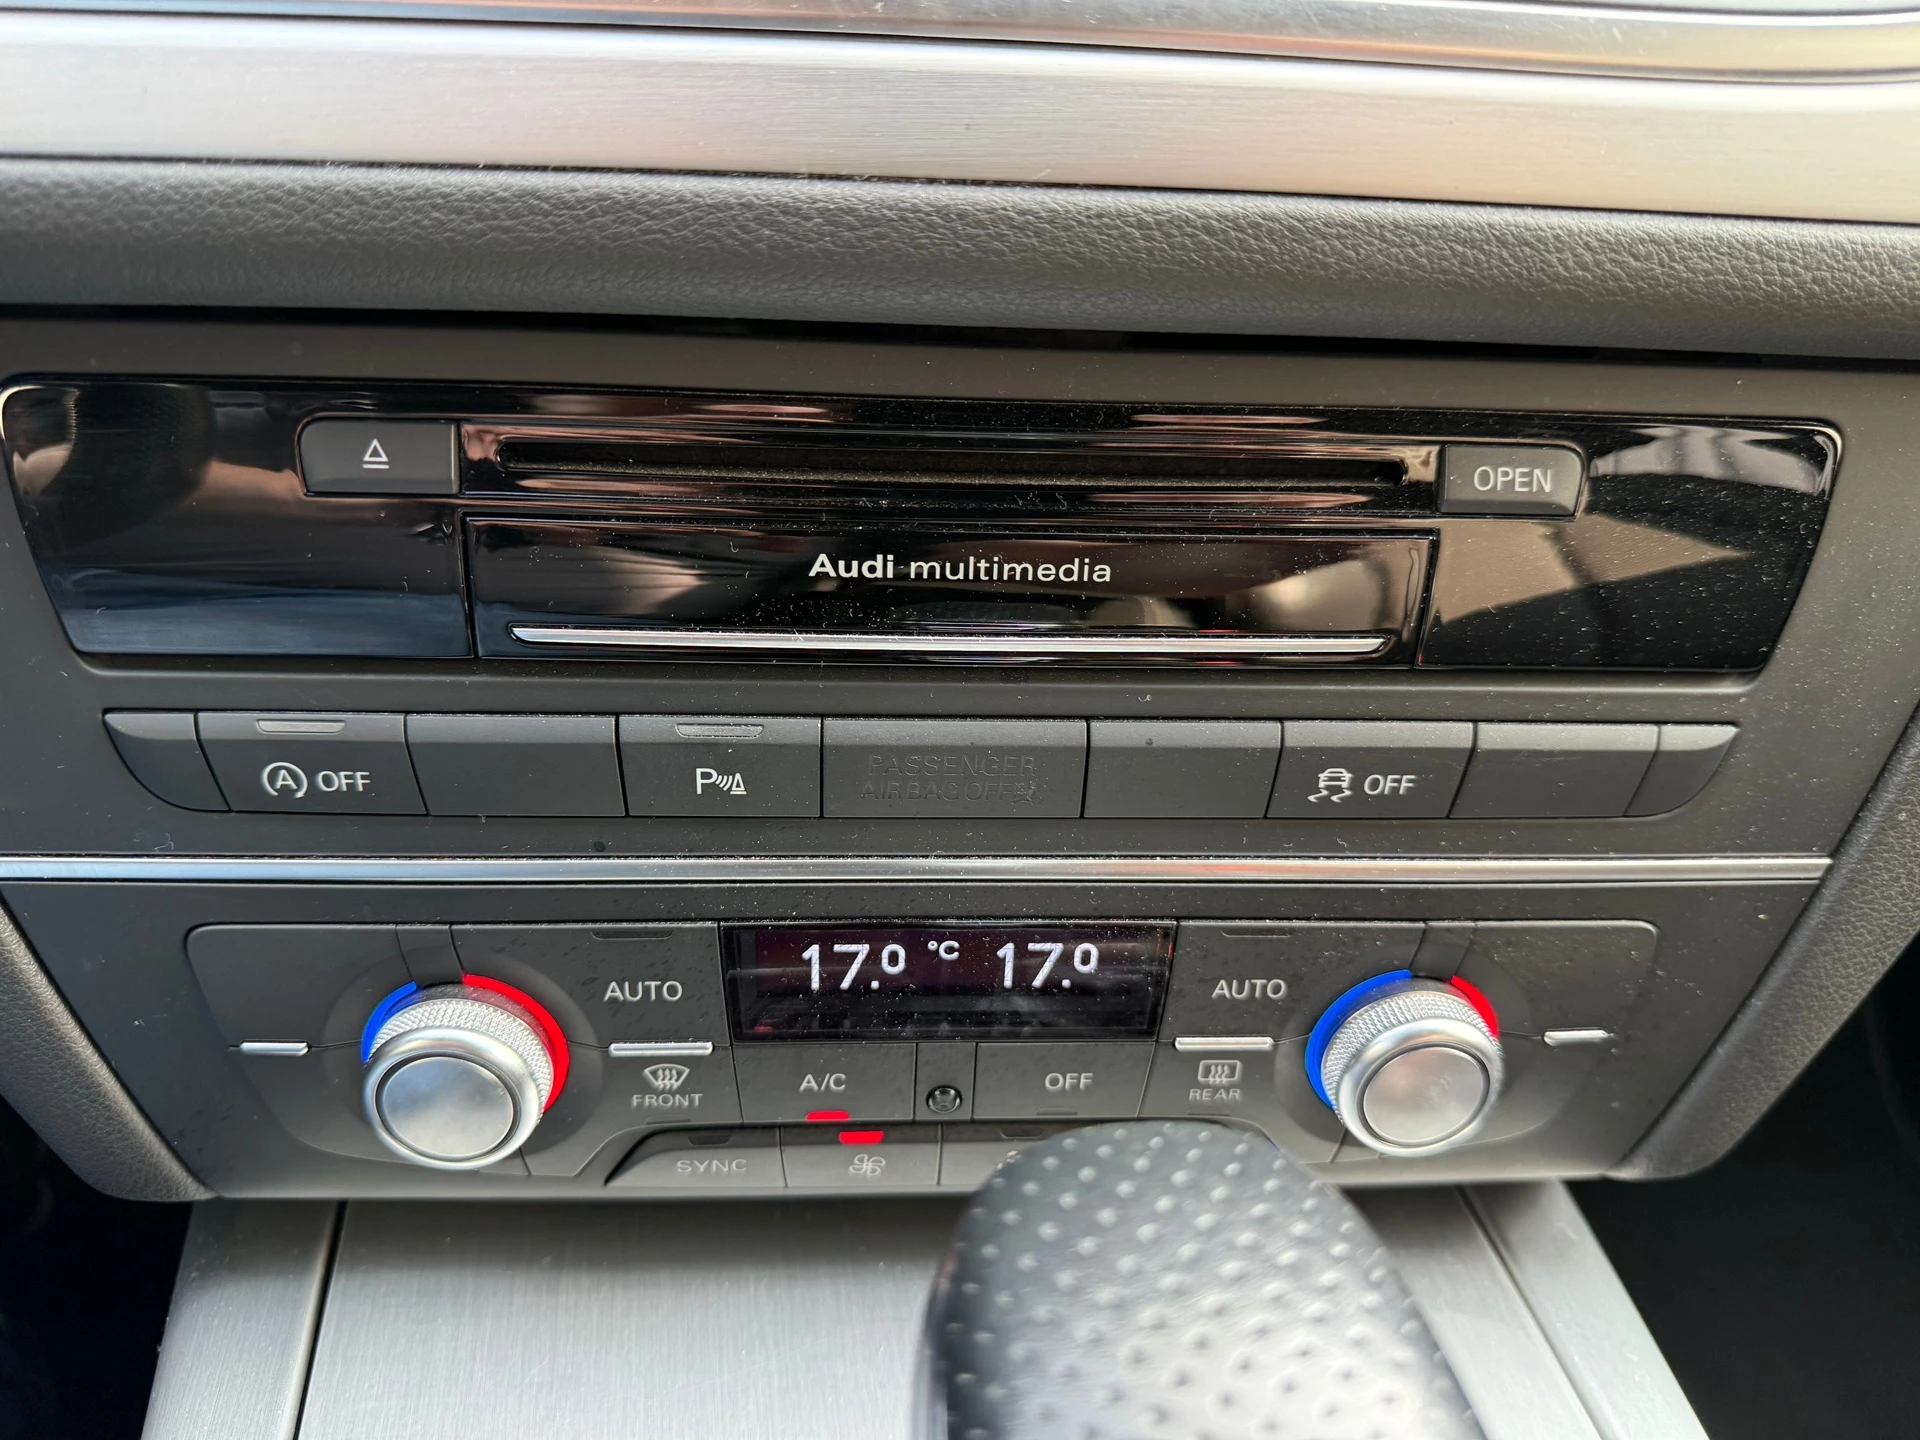 OPEN
Audi multimedia
A OFF
P
PASSENGER
AIRBAG OFF
OFF
17.0 °C 17.0
AUTO
AUTO
FRONT
A/C
OFF
REAR
SYNC